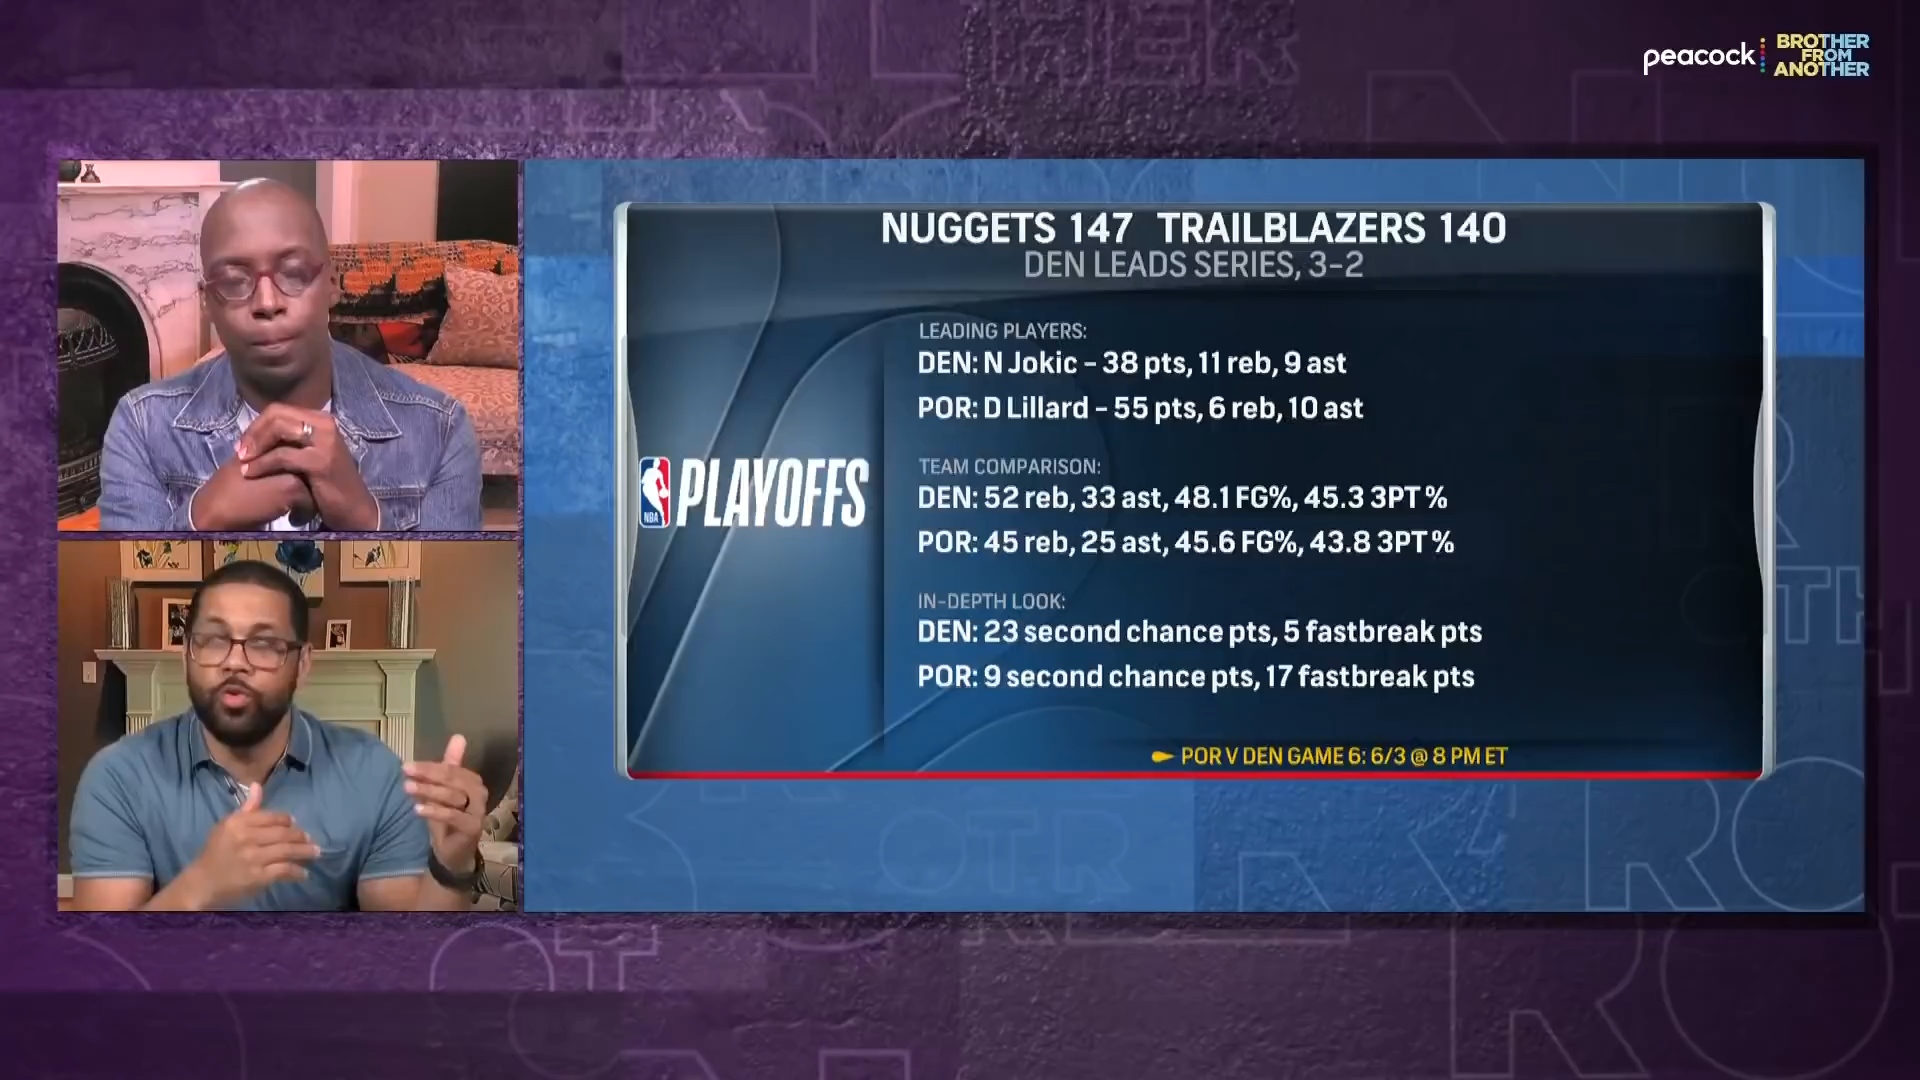 peacock
BROTHER
FROM
ANOTHER
NUGGETS 147 TRAILBLAZERS 140
DEN LEADS SERIES, 3-2
LEADING PLAYERS:
DEN: N Jokic - 38 pts, 11 reb, 9 ast
POR: D Lillard - 55 pts, 6 reb, 10 ast
NBA
PLAYOFFS
TEAM COMPARISON:
DEN: 52 reb, 33 ast, 48.1 FG%, 45.3 3PT%
POR: 45 reb, 25 ast, 45.6 FG%, 43.8 3PT%
IN-DEPTH LOOK:
DEN: 23 second chance pts, 5 fastbreak pts
POR: 9 second chance pts, 17 fastbreak pts
POR V DEN GAME 6: 6/3 @ 8 PM ET